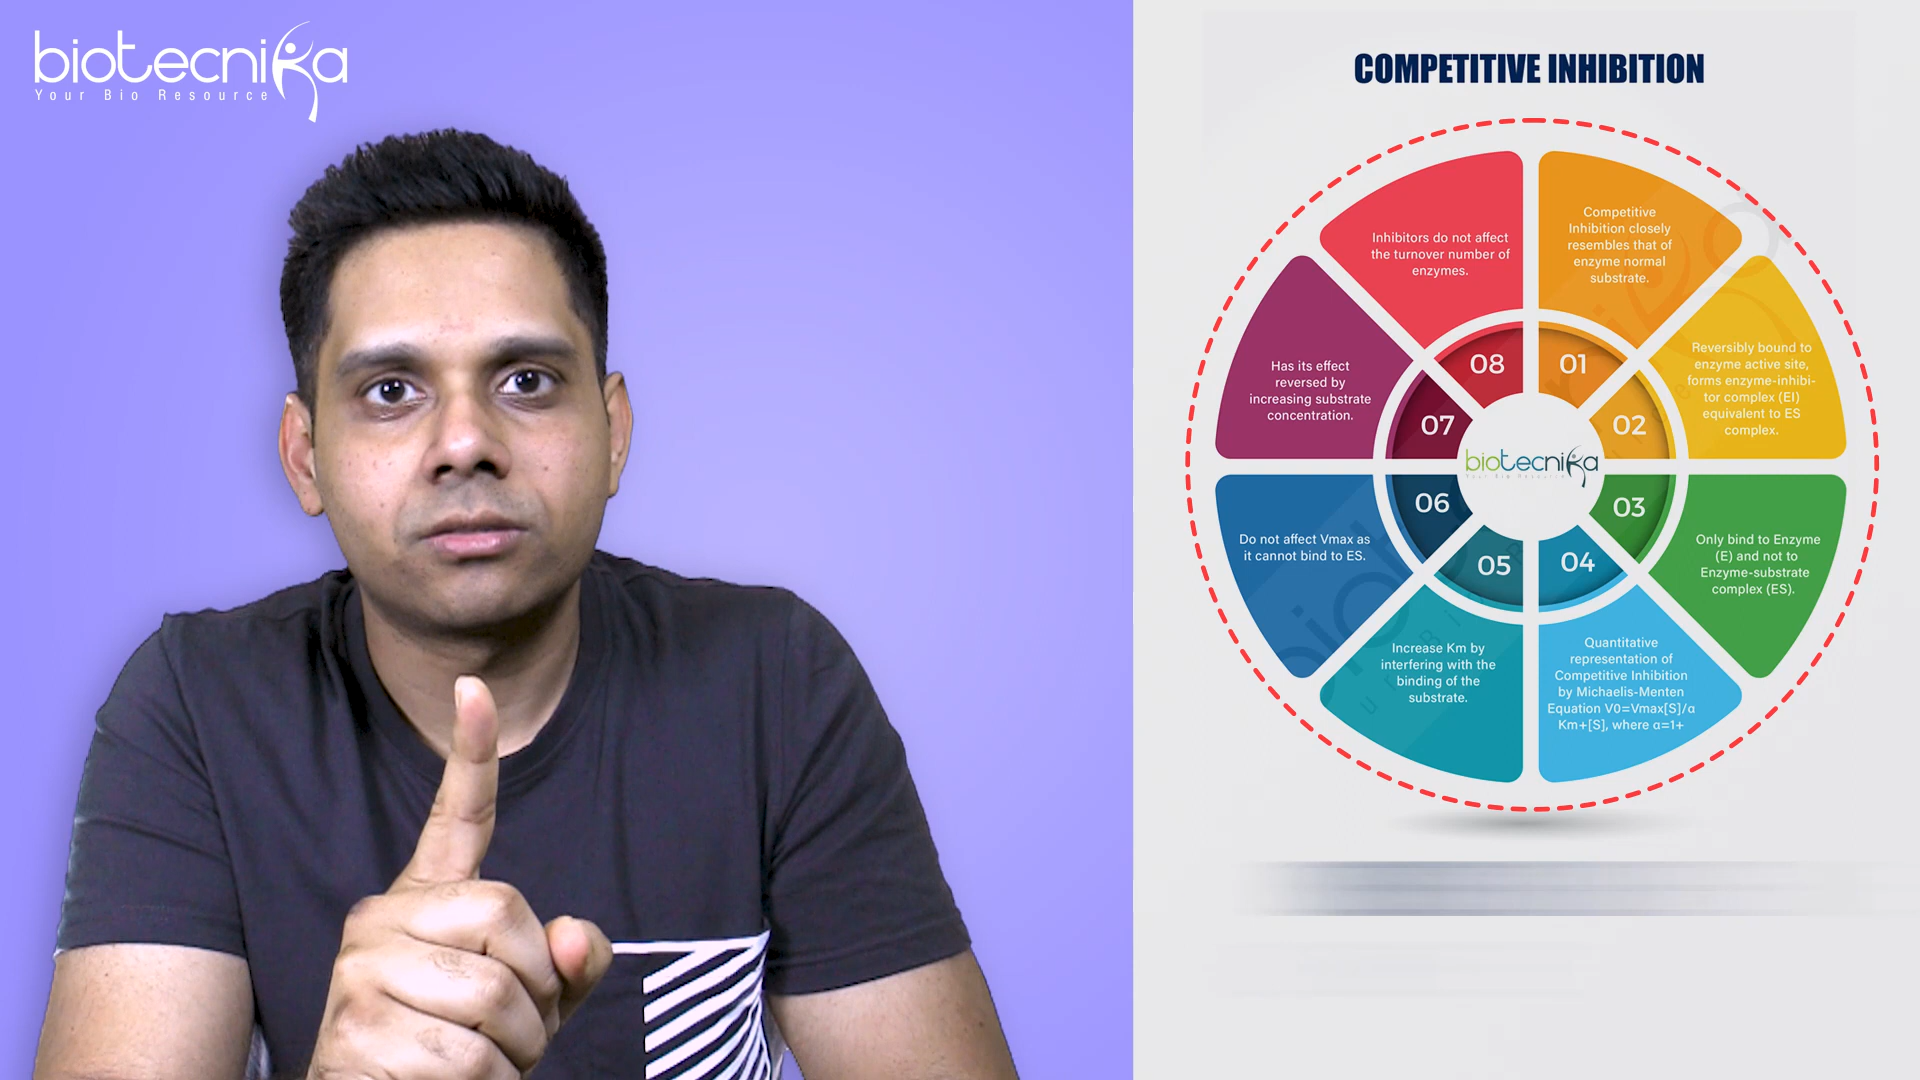 biotecnika
Your Bio Resource
COMPETITIVE INHIBITION
Inhibitors do not affect
the turnover number of
enzymes.
Competitive
Inhibition closely
resembles that of
enzyme normal
substrate.
Has its effect
reversed by
increasing substrate
concentration.
Reversibly bound to
enzyme active site,
forms enzyme-inhibi-
tor complex (EI)
equivalent to ES
complex.
08
01
07
02
biotecnika
06
03
05
04
Do not affect Vmax as
it cannot bind to ES.
Only bind to Enzyme
(E) and not to
Enzyme-substrate
complex (ES).
Increase Km by
interfering with the
binding of the
substrate.
Quantitative
representation of
Competitive Inhibition
by Michaelis-Menten
Equation V0=Vmax[S]/α
Km+[S], where α=1+